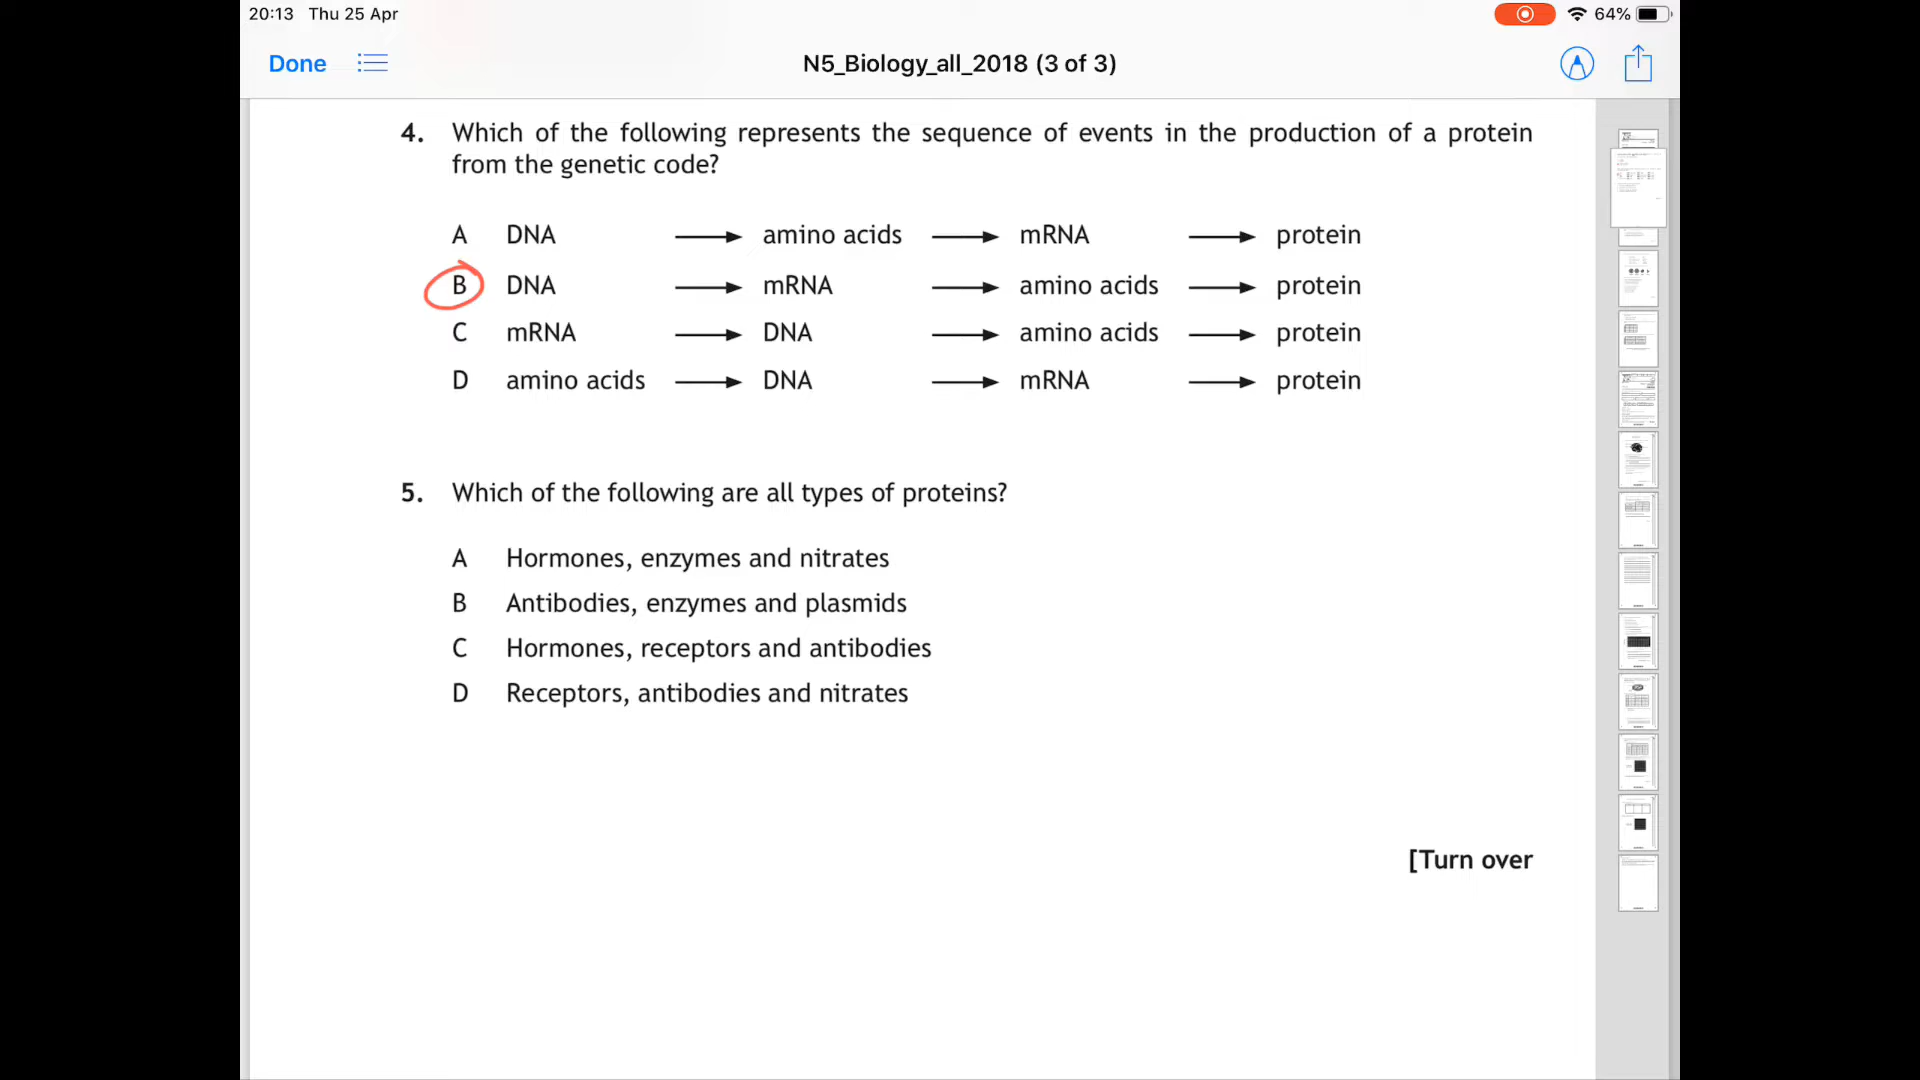 20:13 Thu 25 Apr
64%
Done
N5_Biology_all_2018 (3 of 3)
4. Which of the following represents the sequence of events in the production of a protein
from the genetic code?
A DNA ⟶ amino acids ⟶ mRNA ⟶ protein
B DNA ⟶ mRNA ⟶ amino acids ⟶ protein
C mRNA ⟶ DNA ⟶ amino acids ⟶ protein
D amino acids ⟶ DNA ⟶ mRNA ⟶ protein
5. Which of the following are all types of proteins?
A Hormones, enzymes and nitrates
B Antibodies, enzymes and plasmids
C Hormones, receptors and antibodies
D Receptors, antibodies and nitrates
[Turn over